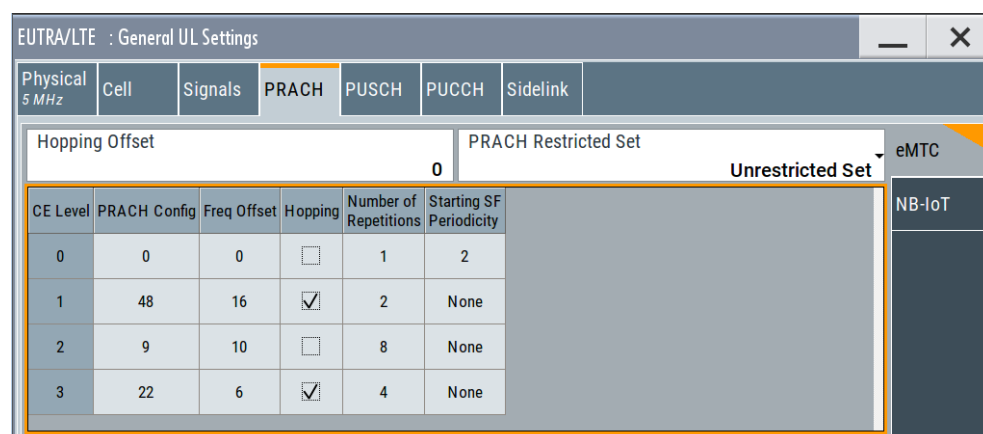 EUTRA/LTE : General UL Settings
Physical
5 MHz
Cell
Signals
PRACH
PUSCH
PUCCH
Sidelink
Hopping Offset
0
PRACH Restricted Set
Unrestricted Set
eMTC
NB-IoT
CE Level PRACH Config Freq Offset Hopping Number of Repetitions Starting SF Periodicity
0 0 0 1 2
1 48 16 2 None
2 9 10 8 None
3 22 6 4 None